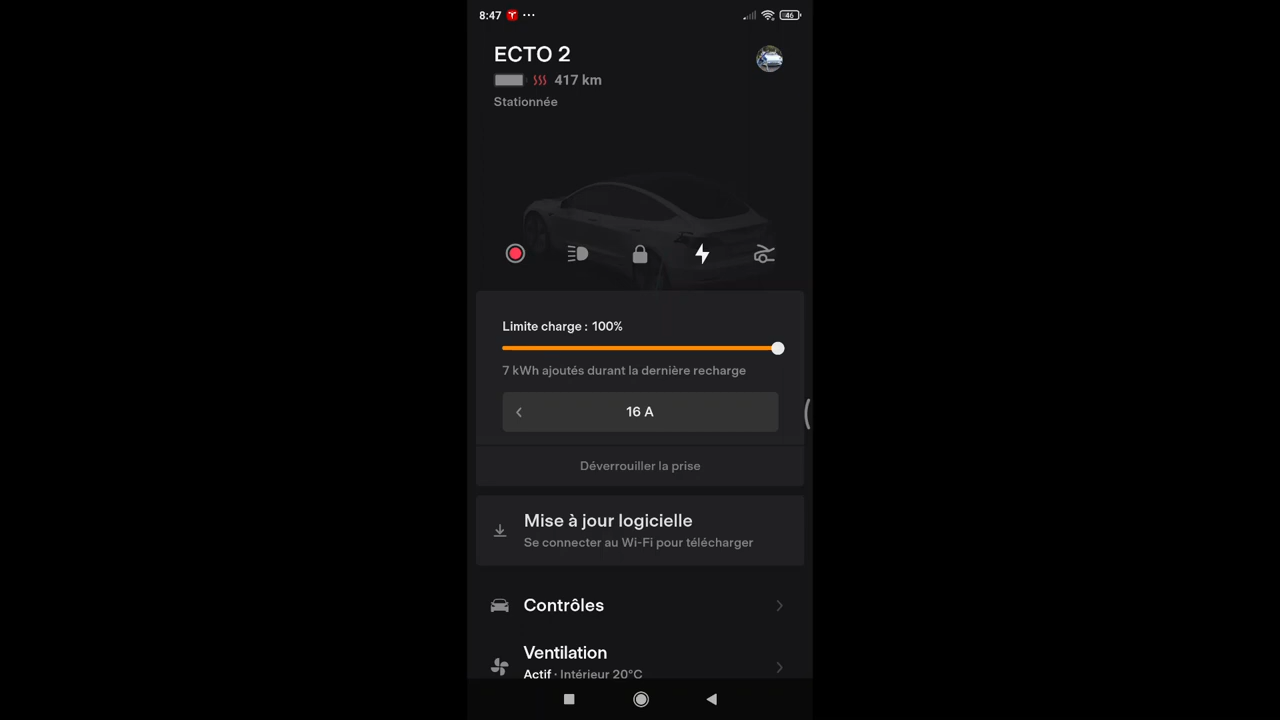 8:47 ··· 46
ECTO 2
417 km
Stationnée
Limite charge : 100%
7 kWh ajoutés durant la dernière recharge
16 A
Déverrouiller la prise
Mise à jour logicielle
Se connecter au Wi-Fi pour télécharger
Contrôles
Ventilation
Actif · Intérieur 20°C